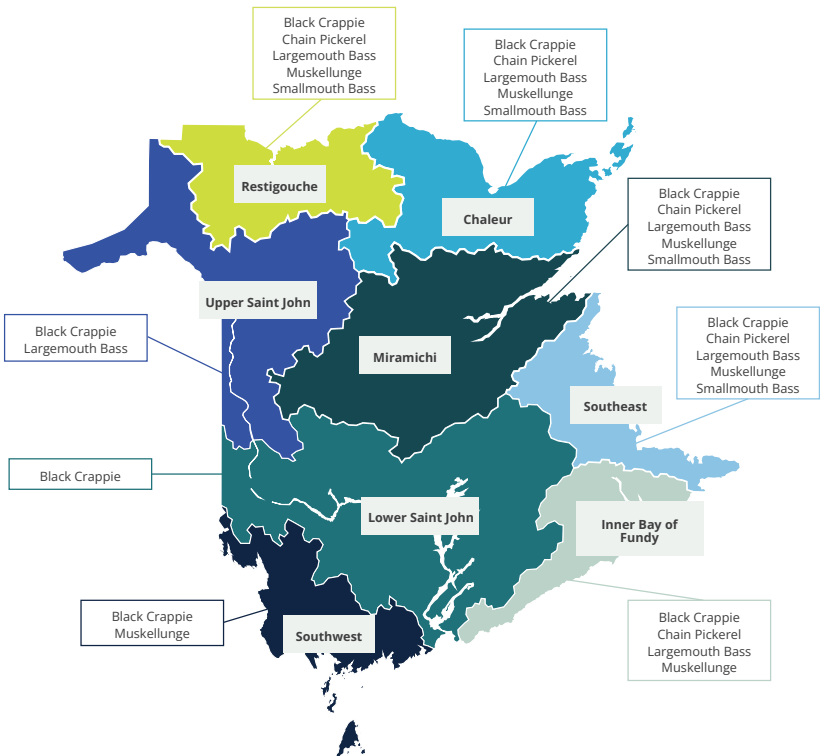 Black Crappie
Chain Pickerel
Largemouth Bass
Muskellunge
Smallmouth Bass
Black Crappie
Chain Pickerel
Largemouth Bass
Muskellunge
Smallmouth Bass
Restigouche
Chaleur
Black Crappie
Chain Pickerel
Largemouth Bass
Muskellunge
Smallmouth Bass
Upper Saint John
Black Crappie
Largemouth Bass
Miramichi
Black Crappie
Chain Pickerel
Largemouth Bass
Muskellunge
Smallmouth Bass
Southeast
Black Crappie
Lower Saint John
Inner Bay of
Fundy
Black Crappie
Muskellunge
Southwest
Black Crappie
Chain Pickerel
Largemouth Bass
Muskellunge